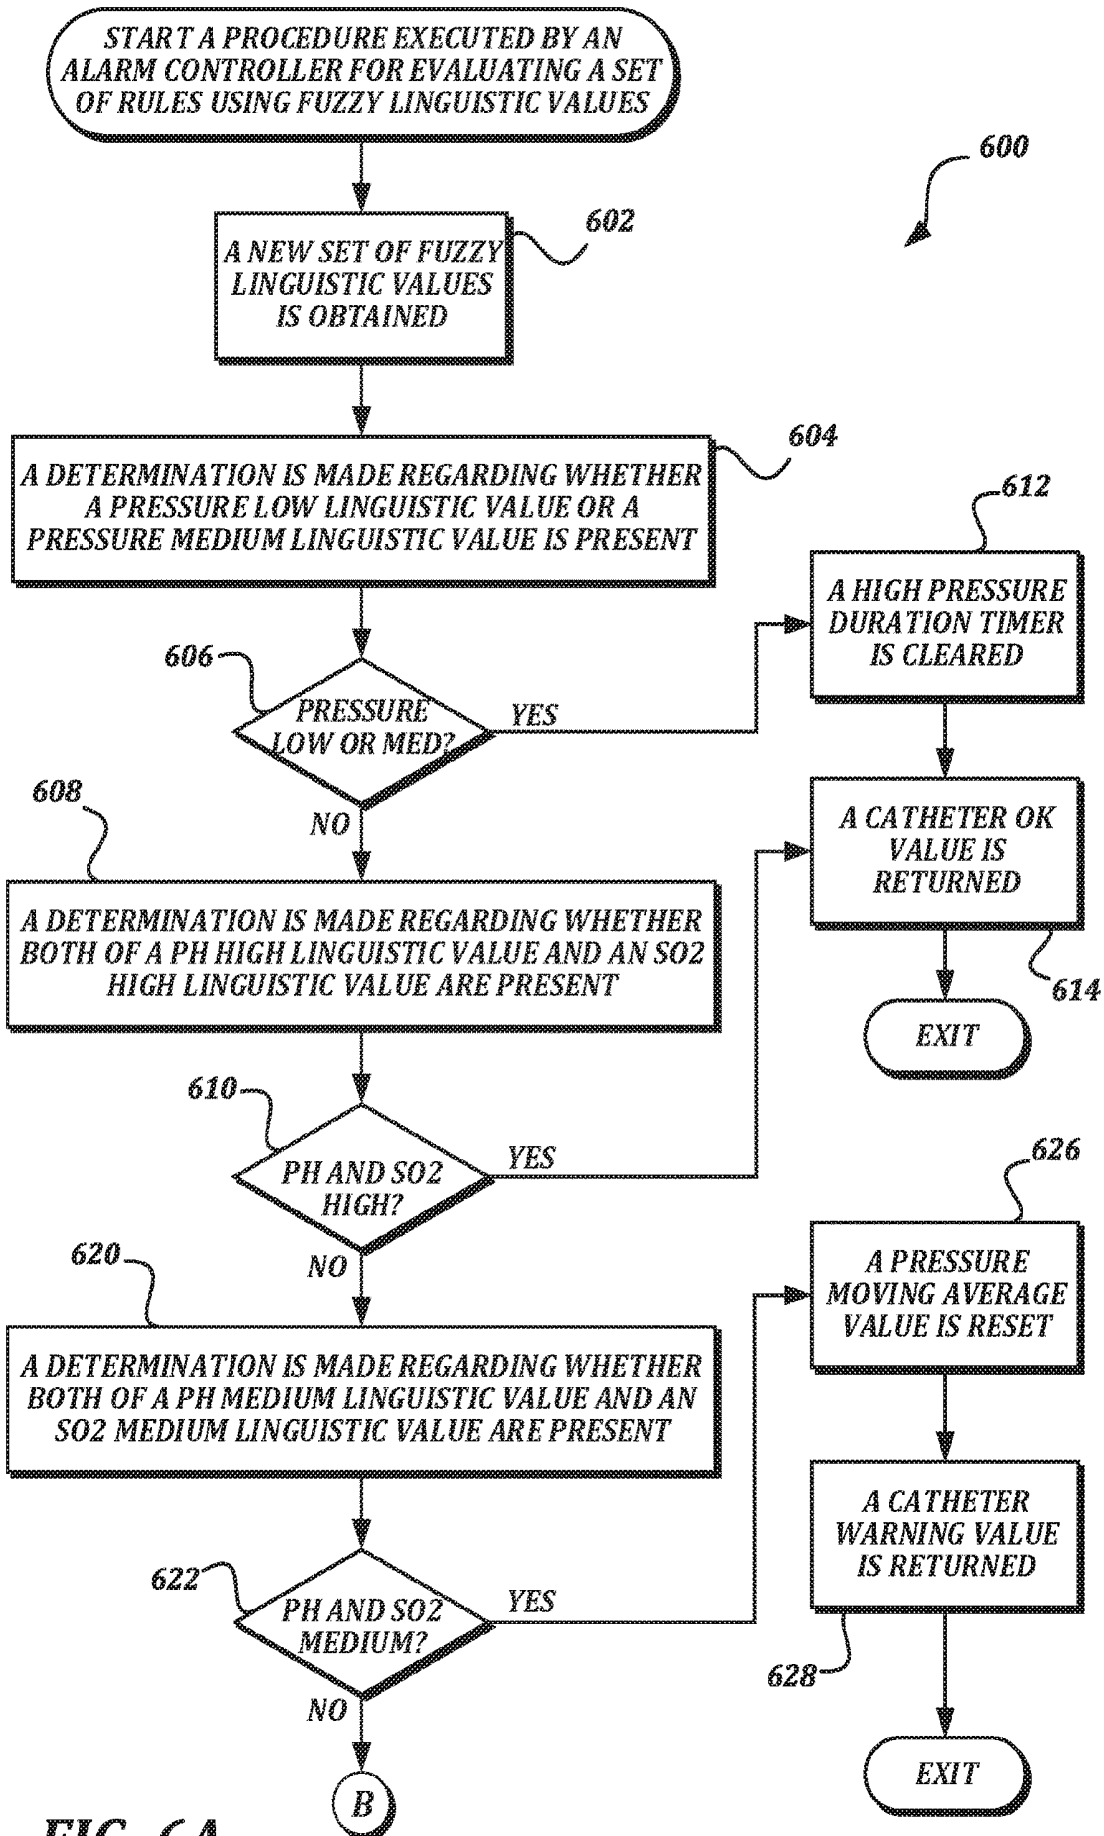 START A PROCEDURE EXECUTED BY AN
ALARM CONTROLLER FOR EVALUATING A SET
OF RULES USING FUZZY LINGUISTIC VALUES
600
602
A NEW SET OF FUZZY
LINGUISTIC VALUES
IS OBTAINED
604
A DETERMINATION IS MADE REGARDING WHETHER
A PRESSURE LOW LINGUISTIC VALUE OR A
PRESSURE MEDIUM LINGUISTIC VALUE IS PRESENT
612
A HIGH PRESSURE
DURATION TIMER
IS CLEARED
606
PRESSURE
LOW OR MED?
YES
NO
608
A CATHETER OK
VALUE IS
RETURNED
614
A DETERMINATION IS MADE REGARDING WHETHER
BOTH OF A PH HIGH LINGUISTIC VALUE AND AN SO2
HIGH LINGUISTIC VALUE ARE PRESENT
EXIT
610
PH AND SO2
HIGH?
YES
NO
626
A PRESSURE
MOVING AVERAGE
VALUE IS RESET
620
A DETERMINATION IS MADE REGARDING WHETHER
BOTH OF A PH MEDIUM LINGUISTIC VALUE AND AN
SO2 MEDIUM LINGUISTIC VALUE ARE PRESENT
A CATHETER
WARNING VALUE
IS RETURNED
628
622
PH AND SO2
MEDIUM?
YES
NO
EXIT
B
FIG. 6A